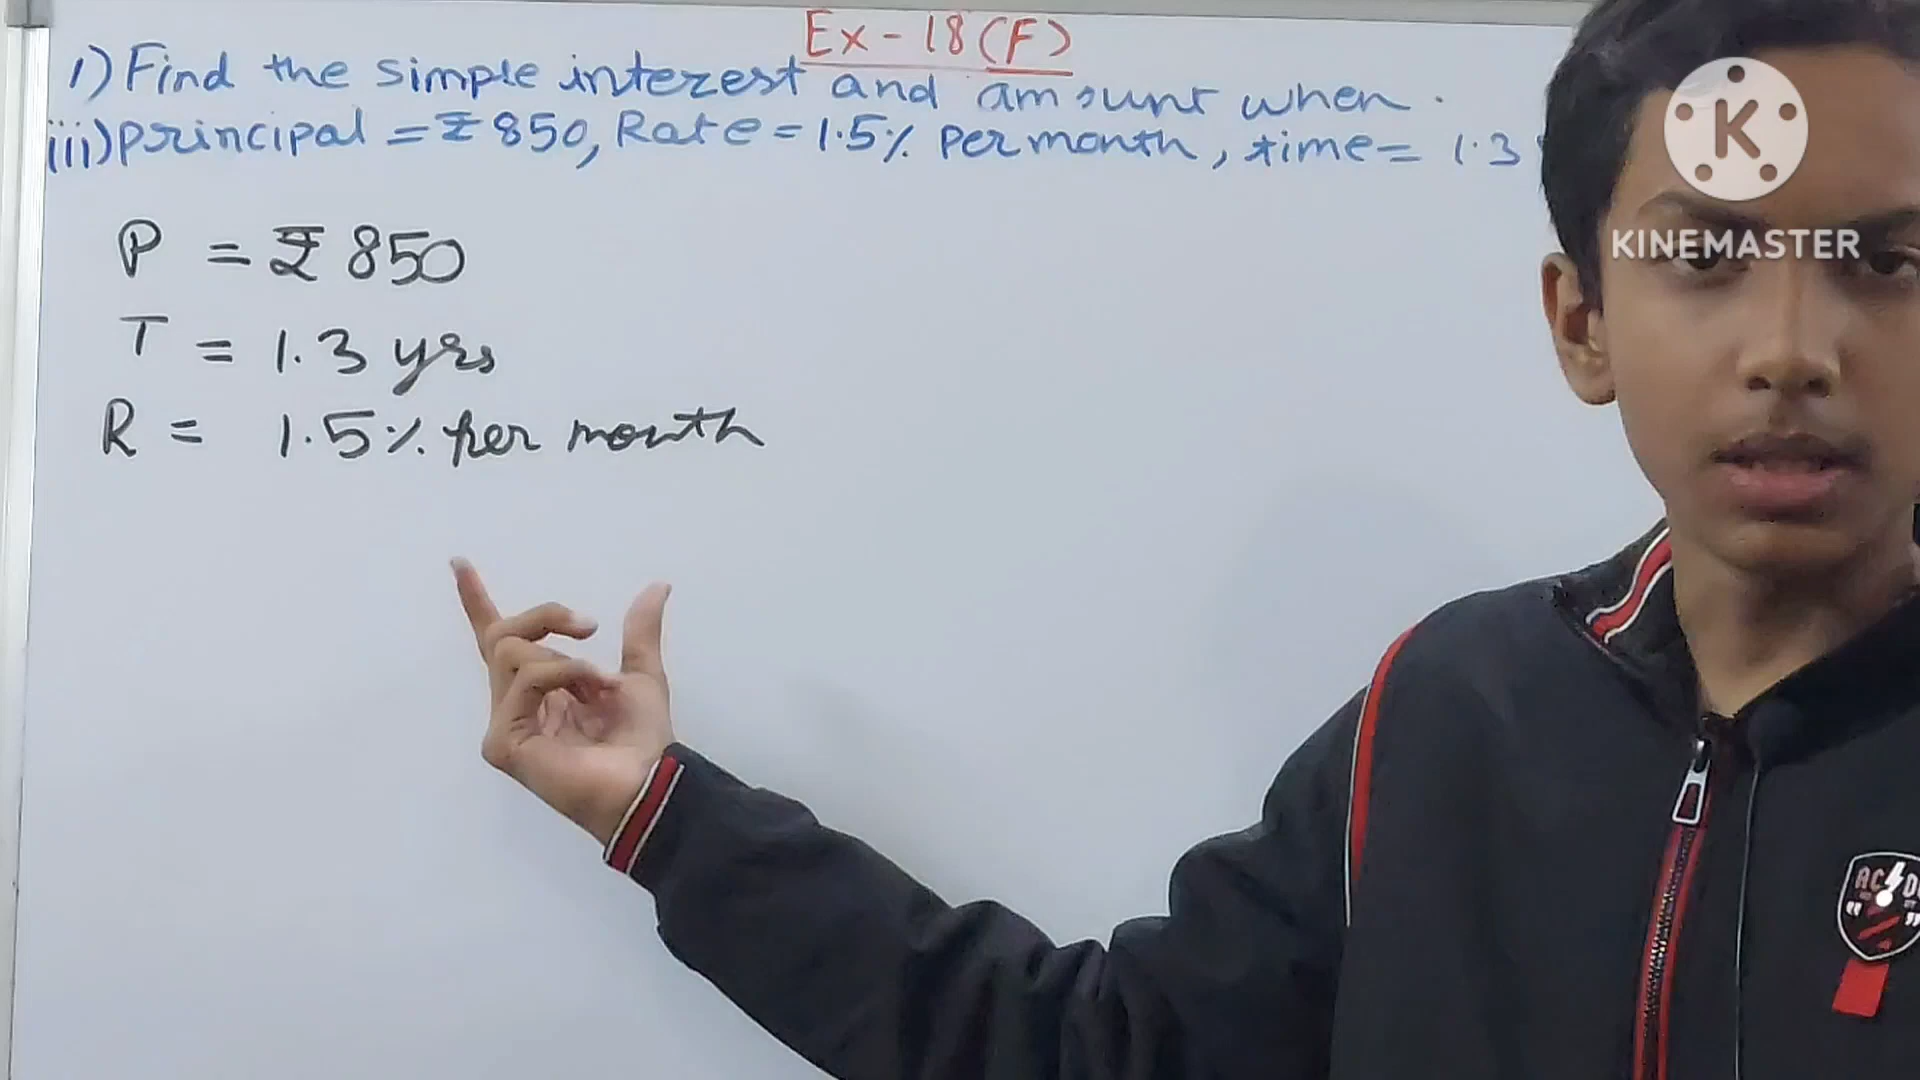 Ex-18(F)
1) Find the simple interest and amount when.
iii) principal = ₹850, Rate = 1.5% per month, time = 1.3
P = ₹850
T = 1.3 yrs
R = 1.5% per month
K
KINEMASTER